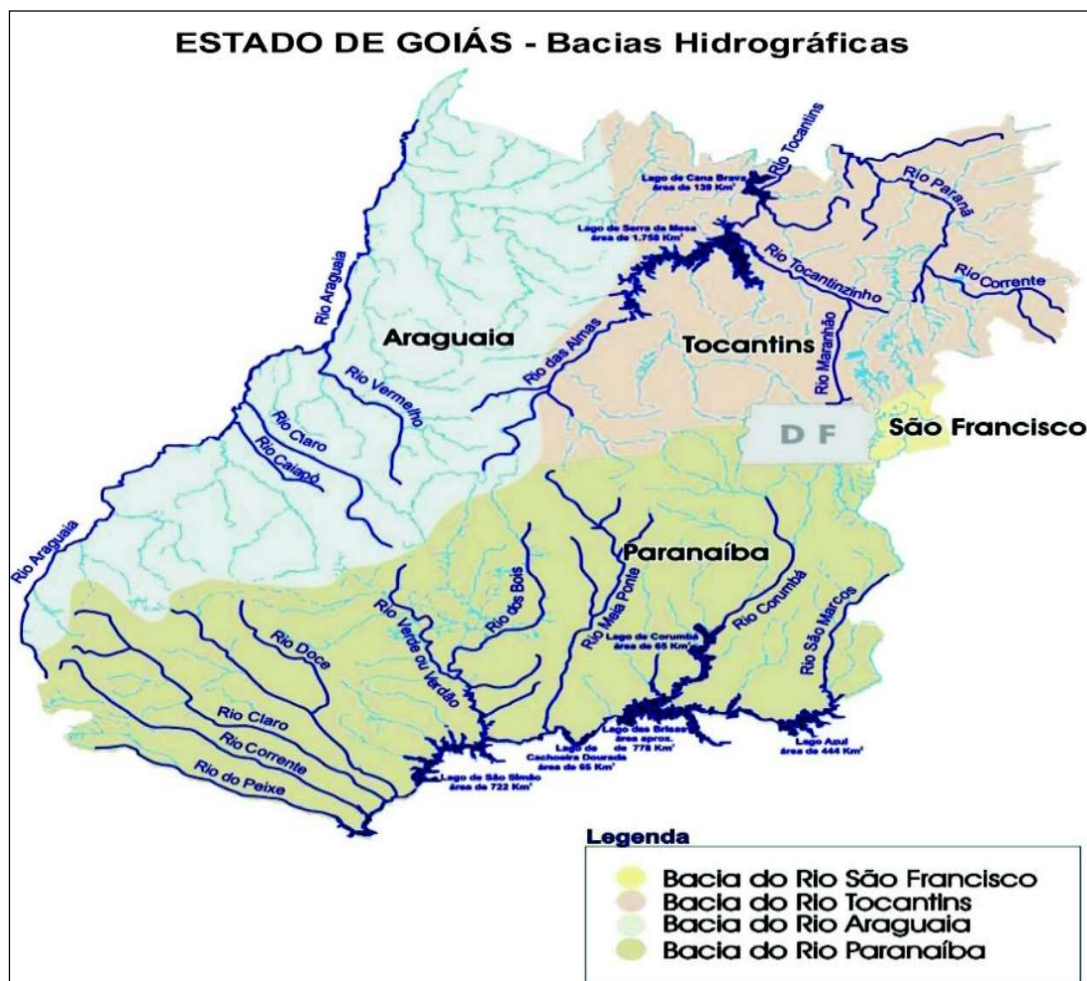 ESTADO DE GOIÁS - Bacias Hidrográficas
Rio Tocantins
Lago de Cana Brava
área de 139 Km²
Rio Paranã
Lago de Serra da Mesa
área de 1.758 Km²
Rio Tocantinzinho
Rio Corrente
Rio Araguaia
Araguaia
Tocantins
Rio das Almas
Rio Maranhão
Rio Vermelho
Rio Claro
Rio Caiapó
D F
São Francisco
Rio Araguaia
Paranaíba
Rio dos Bois
Rio Meia Ponte
Rio Corumbá
Rio São Marcos
Rio Verde ou Verdão
Lago de Corumbá
área de 65 Km²
Rio Doce
Rio Claro
Rio Corrente
Rio do Peixe
Lago das Brisas
área aprox.
de 778 Km²
Lago de
Cachoeira Dourada
área de 65 Km²
Lago Azul
área de 444 Km²
Lago de São Simão
área de 722 Km²
Legenda
Bacia do Rio São Francisco
Bacia do Rio Tocantins
Bacia do Rio Araguaia
Bacia do Rio Paranaíba